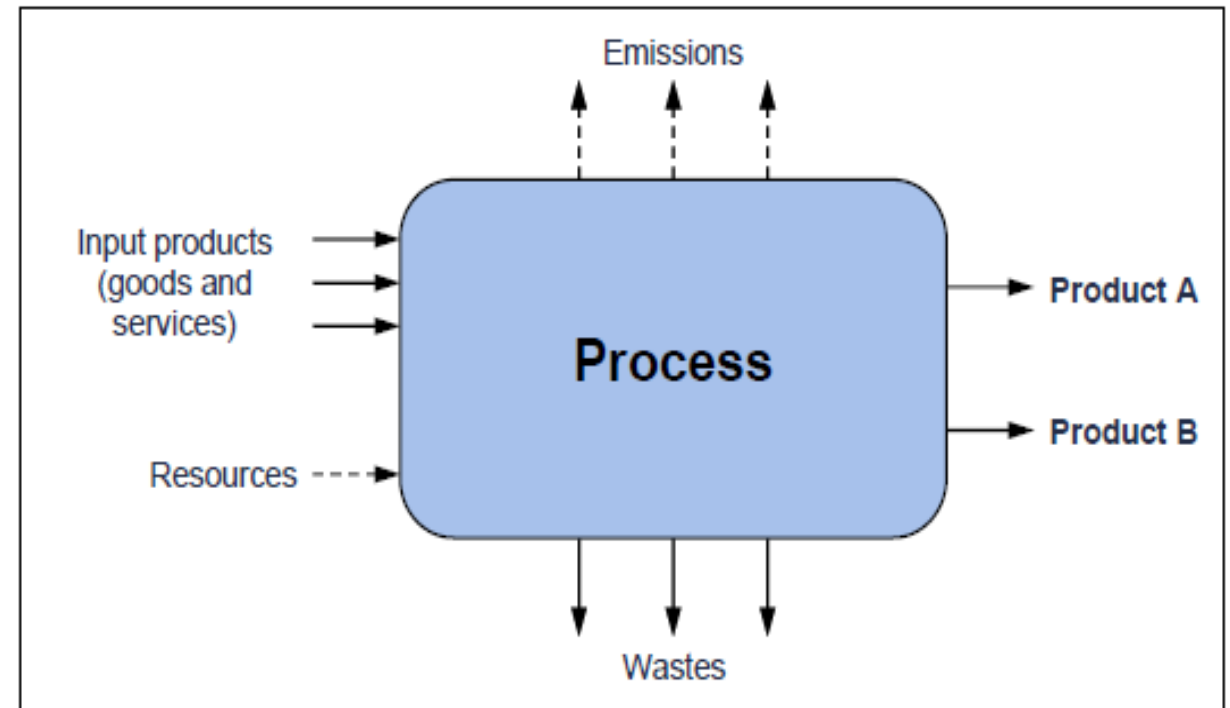 Emissions
Input products
(goods and
services)
Process
Product A
Product B
Resources
Wastes